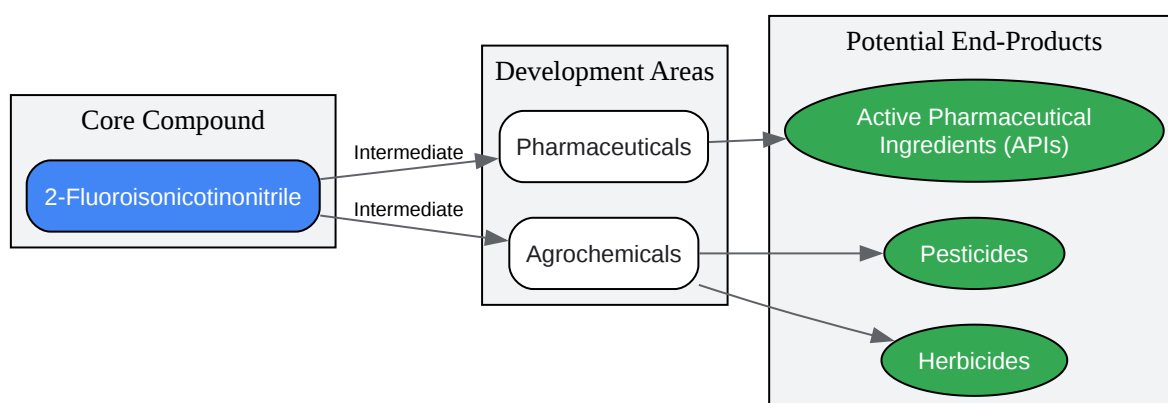 Core Compound
2-Fluoroisonicotinonitrile
Intermediate
Intermediate
Development Areas
Pharmaceuticals
Agrochemicals
Potential End-Products
Active Pharmaceutical
Ingredients (APIs)
Pesticides
Herbicides